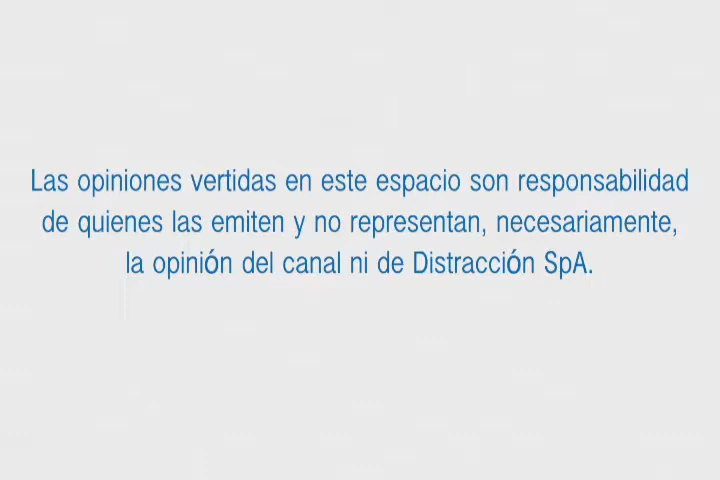 Las opiniones vertidas en este espacio son responsabilidad
de quienes las emiten y no representan, necesariamente,
la opinión del canal ni de Distracción SpA.